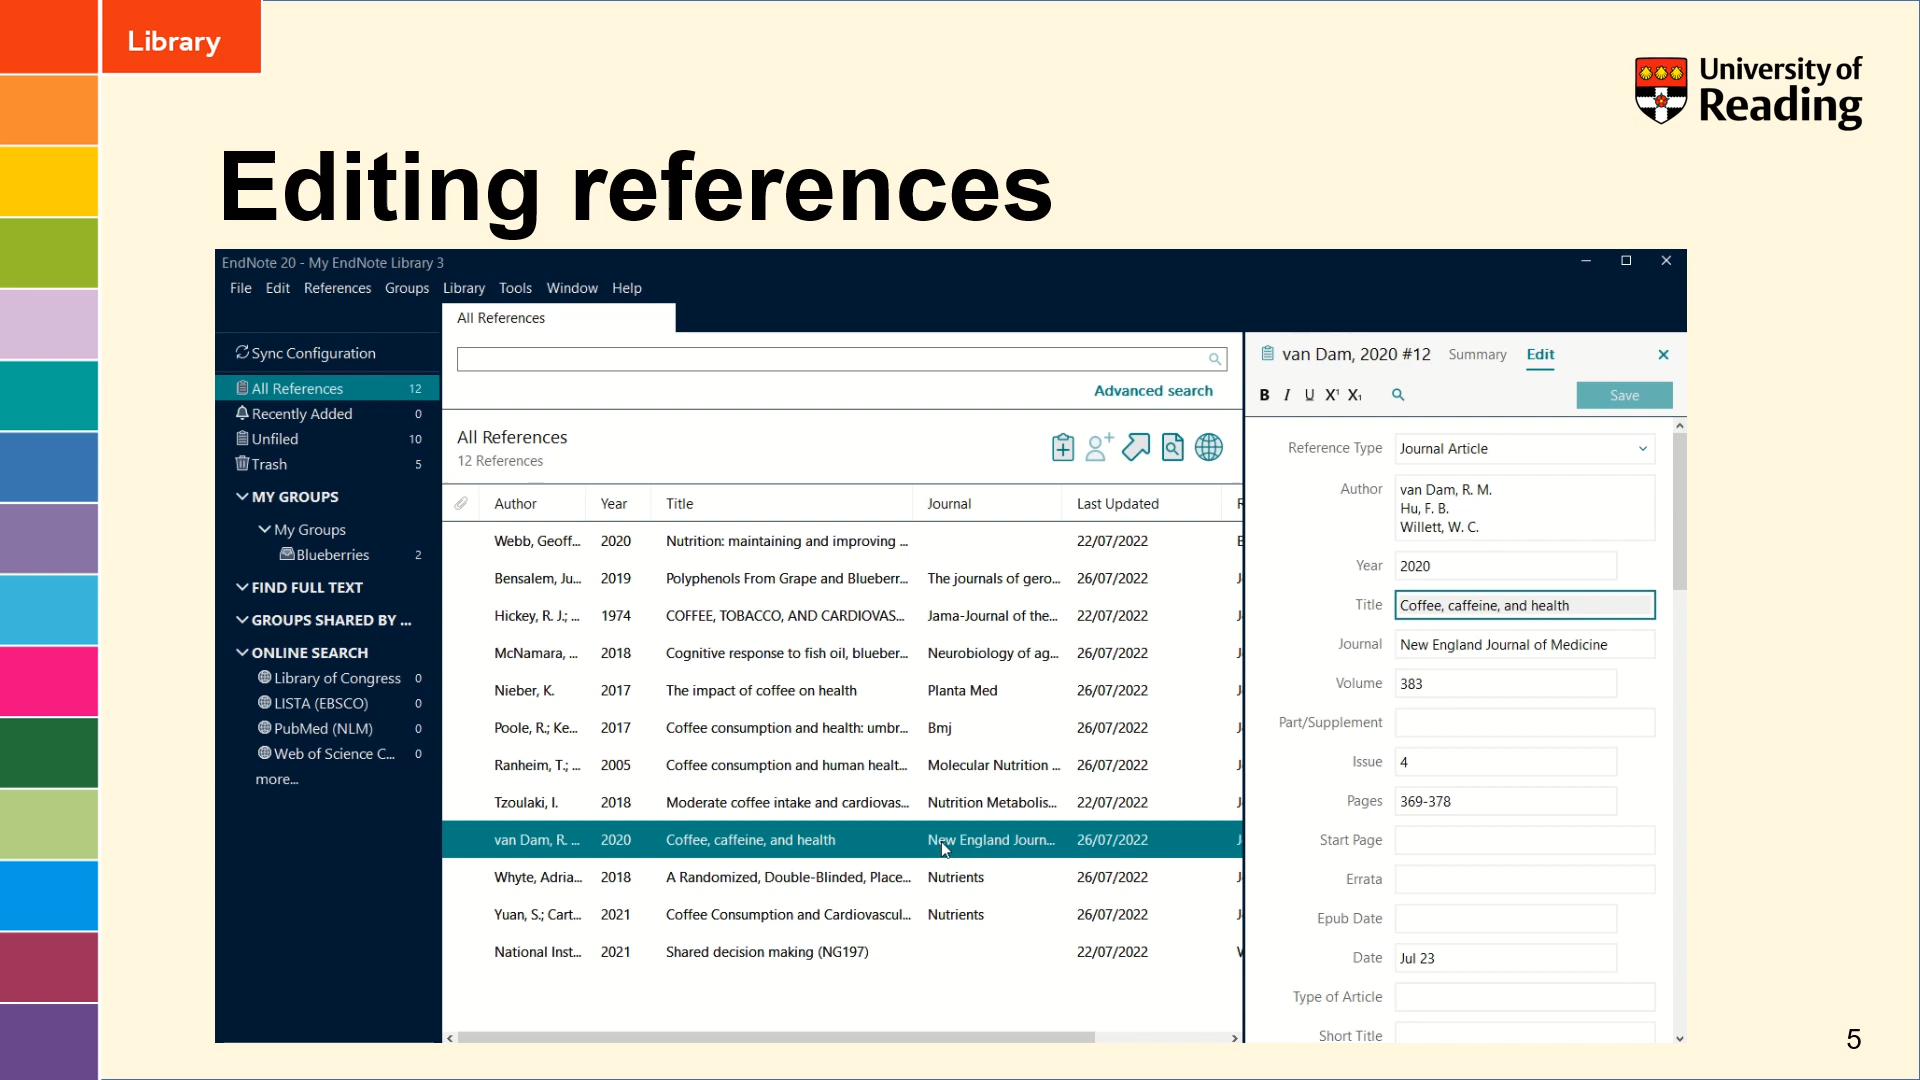 Library
University of
Reading
Editing references
EndNote 20 - My EndNote Library 3
File Edit References Groups Library Tools Window Help
All References
Sync Configuration
All References 12
Recently Added 0
Unfiled 10
Trash 5
MY GROUPS
My Groups
Blueberries 2
FIND FULL TEXT
GROUPS SHARED BY ...
ONLINE SEARCH
Library of Congress 0
LISTA (EBSCO) 0
PubMed (NLM) 0
Web of Science C... 0
more...
Advanced search
All References
12 References
Author Year Title Journal Last Updated R
Webb, Geoff... 2020 Nutrition: maintaining and improving ... 22/07/2022
Bensalem, Ju... 2019 Polyphenols From Grape and Blueberr... The journals of gero... 26/07/2022
Hickey, R. J.; ... 1974 COFFEE, TOBACCO, AND CARDIOVAS... Jama-Journal of the... 22/07/2022
McNamara, ... 2018 Cognitive response to fish oil, blueber... Neurobiology of ag... 26/07/2022
Nieber, K. 2017 The impact of coffee on health Planta Med 26/07/2022
Poole, R.; Ke... 2017 Coffee consumption and health: umbr... Bmj 26/07/2022
Ranheim, T.; ... 2005 Coffee consumption and human healt... Molecular Nutrition ... 26/07/2022
Tzoulaki, I. 2018 Moderate coffee intake and cardiovas... Nutrition Metabolis... 22/07/2022
van Dam, R. ... 2020 Coffee, caffeine, and health New England Journ... 26/07/2022
Whyte, Adria... 2018 A Randomized, Double-Blinded, Place... Nutrients 26/07/2022
Yuan, S.; Cart... 2021 Coffee Consumption and Cardiovascul... Nutrients 26/07/2022
National Inst... 2021 Shared decision making (NG197) 22/07/2022
van Dam, 2020 #12 Summary Edit
B I U X¹ X₁ Save
Reference Type Journal Article
Author van Dam, R. M.
Hu, F. B.
Willett, W. C.
Year 2020
Title Coffee, caffeine, and health
Journal New England Journal of Medicine
Volume 383
Part/Supplement
Issue 4
Pages 369-378
Start Page
Errata
Epub Date
Date Jul 23
Type of Article
Short Title
5